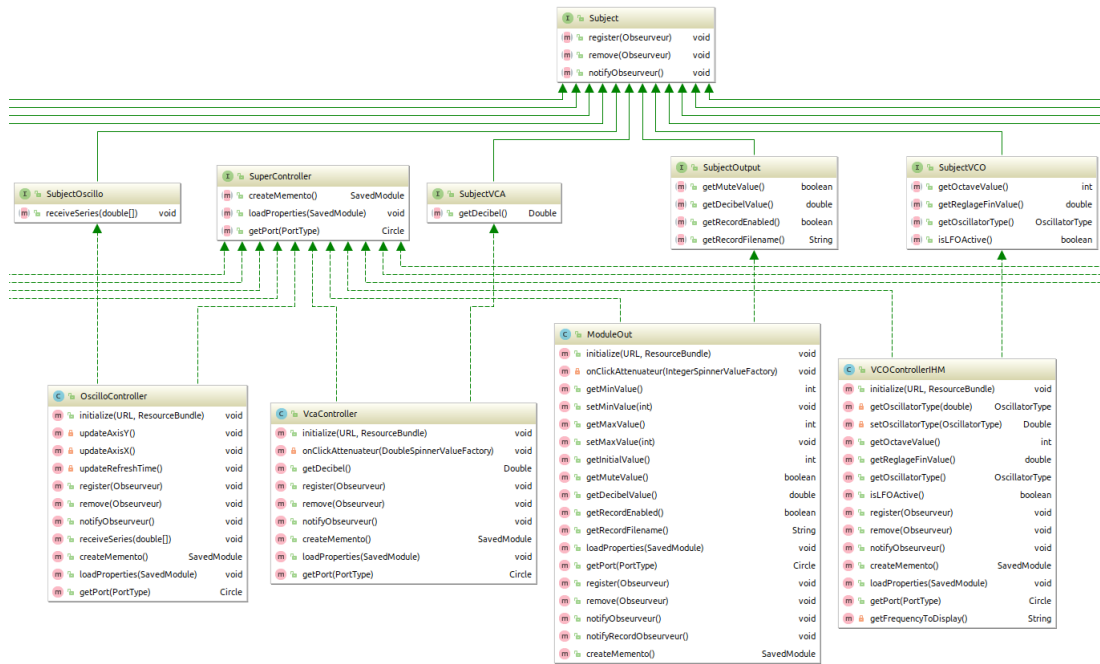 Subject
register(Obseurveur) void
remove(Obseurveur) void
notifyObseurveur() void
SubjectOscillo
receiveSeries(double[]) void
SuperController
createMemento() SavedModule
loadProperties(SavedModule) void
getPort(PortType) Circle
SubjectVCA
getDecibel() Double
SubjectOutput
getMuteValue() boolean
getDecibelValue() double
getRecordEnabled() boolean
getRecordFilename() String
SubjectVCO
getOctaveValue() int
getReglageFinValue() double
getOscillatorType() OscillatorType
isLFOActive() boolean
OscilloController
initialize(URL, ResourceBundle) void
updateAxisY() void
updateAxisX() void
updateRefreshTime() void
register(Obseurveur) void
remove(Obseurveur) void
notifyObseurveur() void
receiveSeries(double[]) void
createMemento() SavedModule
loadProperties(SavedModule) void
getPort(PortType) Circle
VcaController
initialize(URL, ResourceBundle) void
onClickAttenuateur(DoubleSpinnerValueFactory) void
getDecibel() Double
register(Obseurveur) void
remove(Obseurveur) void
notifyObseurveur() void
createMemento() SavedModule
loadProperties(SavedModule) void
getPort(PortType) Circle
ModuleOut
initialize(URL, ResourceBundle) void
onClickAttenuateur(IntegerSpinnerValueFactory) void
getMinValue() int
setMinValue(int) void
getMaxValue() int
setMaxValue(int) void
getInitialValue() int
getMuteValue() boolean
getDecibelValue() double
getRecordEnabled() boolean
getRecordFilename() String
loadProperties(SavedModule) void
getPort(PortType) Circle
register(Obseurveur) void
remove(Obseurveur) void
notifyObseurveur() void
notifyRecordObseurveur() void
createMemento() SavedModule
VCOControllerIHM
initialize(URL, ResourceBundle) void
getOscillatorType(double) OscillatorType
setOscillatorType(OscillatorType) Double
getOctaveValue() int
getReglageFinValue() double
getOscillatorType() OscillatorType
isLFOActive() boolean
register(Obseurveur) void
remove(Obseurveur) void
notifyObseurveur() void
createMemento() SavedModule
loadProperties(SavedModule) void
getPort(PortType) Circle
getFrequencyToDisplay() String